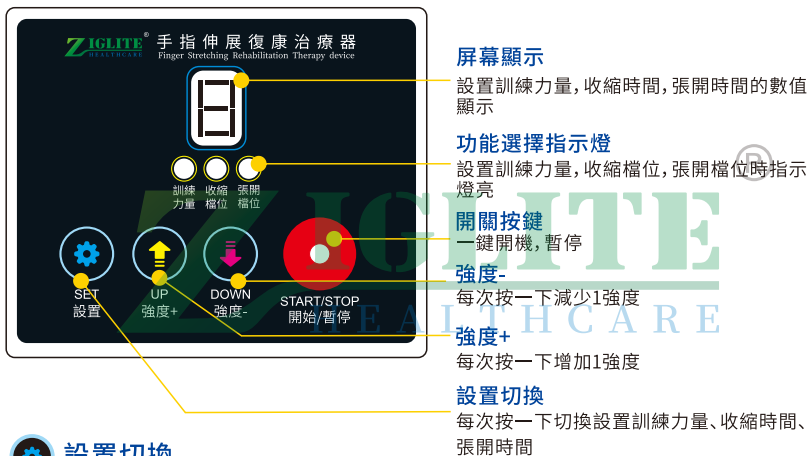 ZIGLITE®
HEALTHCARE
手指伸展復康治療器
Finger Stretching Rehabilitation Therapy device
8
訓練力量
收縮檔位
張開檔位
SET
設置
UP
強度+
DOWN
強度-
START/STOP
開始/暫停
屏幕顯示
設置訓練力量,收縮時間,張開時間的數值
顯示
功能選擇指示燈
設置訓練力量,收縮檔位,張開檔位時指示
燈亮
開關按鍵
一鍵開機,暫停
強度-
每次按一下減少1強度
強度+
每次按一下增加1強度
設置切換
每次按一下切換設置訓練力量、收縮時間、
張開時間
設置切換
ZIGLITE®
HEALTHCARE